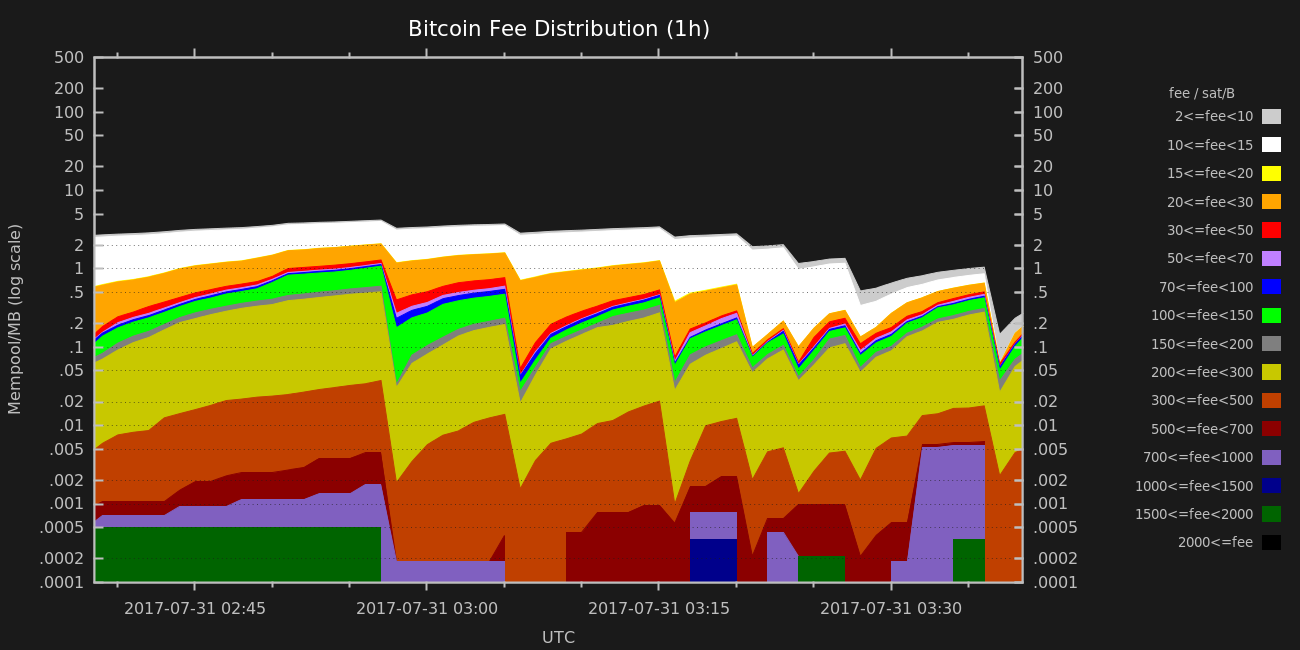 Bitcoin Fee Distribution (1h)
Mempool/MB (log scale)
500
200
100
50
20
10
5
2
1
.5
.2
.1
.05
.02
.01
.005
.002
.001
.0005
.0002
.0001
500
200
100
50
20
10
5
2
1
.5
.2
.1
.05
.02
.01
.005
.002
.001
.0005
.0002
.0001
2017-07-31 02:45
2017-07-31 03:00
2017-07-31 03:15
2017-07-31 03:30
UTC
fee / sat/B
2<=fee<10
10<=fee<15
15<=fee<20
20<=fee<30
30<=fee<50
50<=fee<70
70<=fee<100
100<=fee<150
150<=fee<200
200<=fee<300
300<=fee<500
500<=fee<700
700<=fee<1000
1000<=fee<1500
1500<=fee<2000
2000<=fee